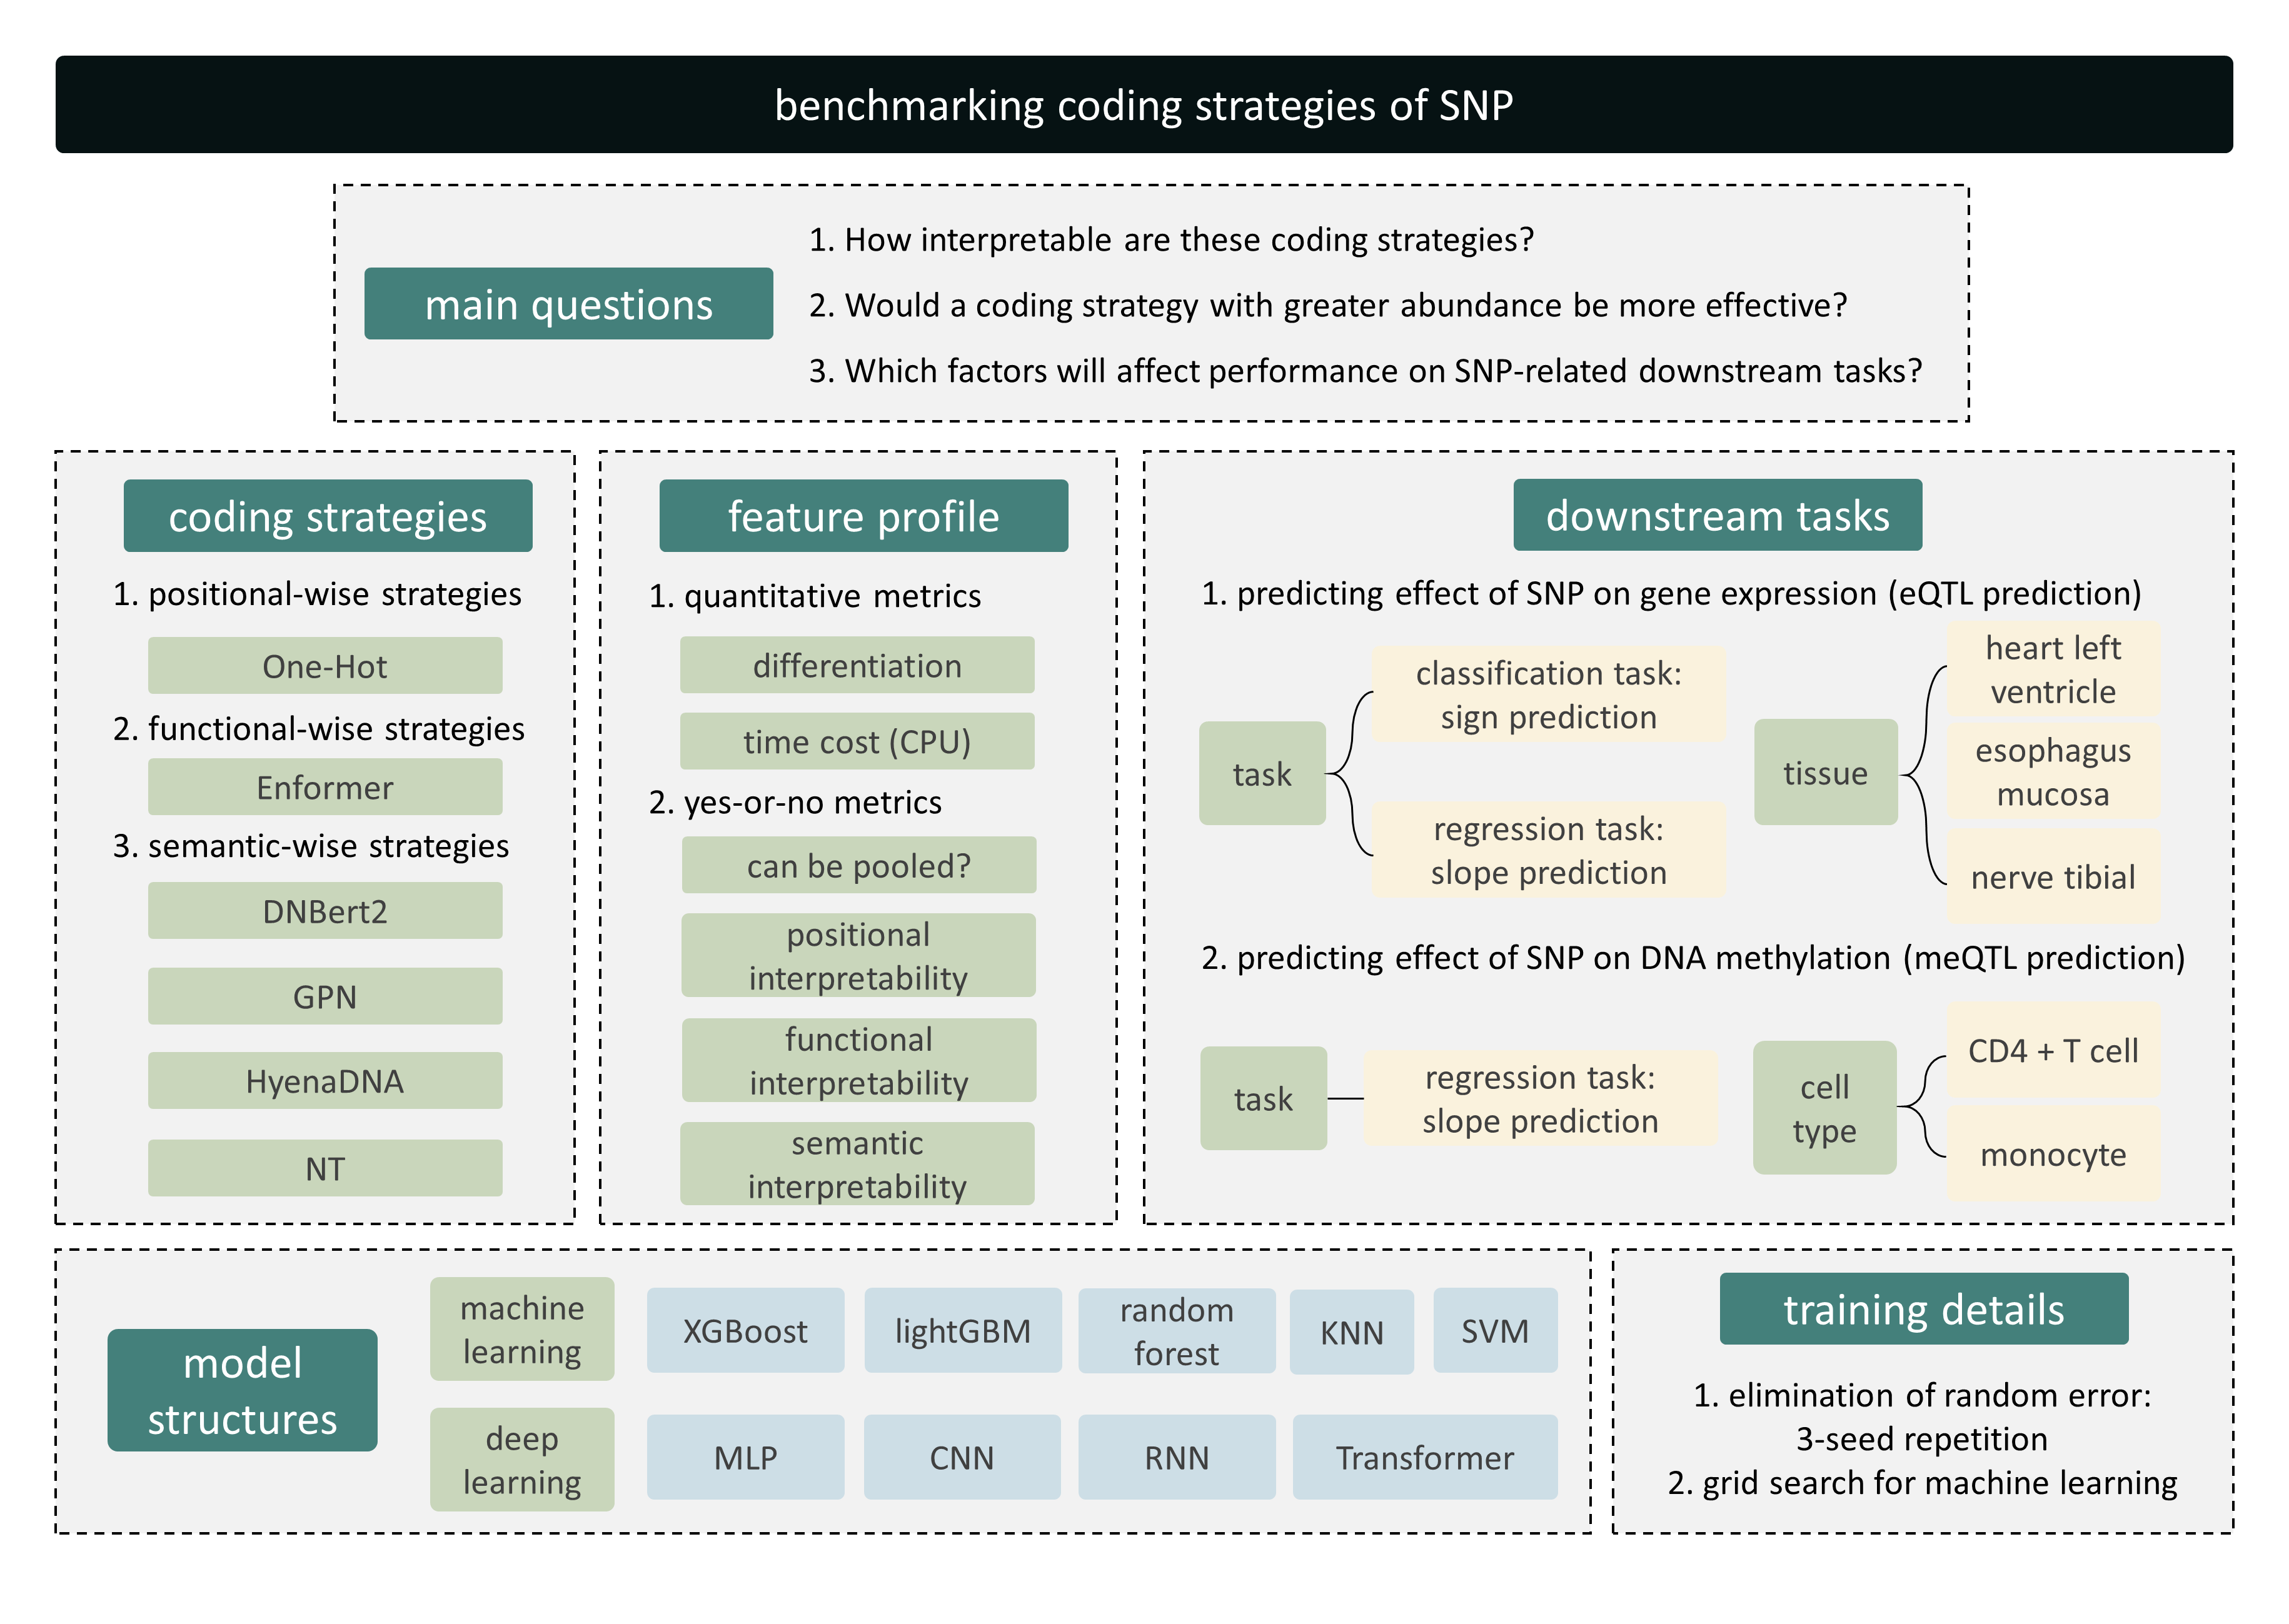 benchmarking coding strategies of SNP
main questions
1. How interpretable are these coding strategies?
2. Would a coding strategy with greater abundance be more effective?
3. Which factors will affect performance on SNP-related downstream tasks?
coding strategies
1. positional-wise strategies
One-Hot
2. functional-wise strategies
Enformer
3. semantic-wise strategies
DNBert2
GPN
HyenaDNA
NT
feature profile
1. quantitative metrics
differentiation
time cost (CPU)
2. yes-or-no metrics
can be pooled?
positional
interpretability
functional
interpretability
semantic
interpretability
downstream tasks
1. predicting effect of SNP on gene expression (eQTL prediction)
task
classification task:
sign prediction
regression task:
slope prediction
tissue
heart left
ventricle
esophagus
mucosa
nerve tibial
2. predicting effect of SNP on DNA methylation (meQTL prediction)
task
regression task:
slope prediction
cell
type
CD4 + T cell
monocyte
model
structures
machine
learning
XGBoost
lightGBM
random
forest
KNN
SVM
deep
learning
MLP
CNN
RNN
Transformer
training details
1. elimination of random error:
3-seed repetition
2. grid search for machine learning